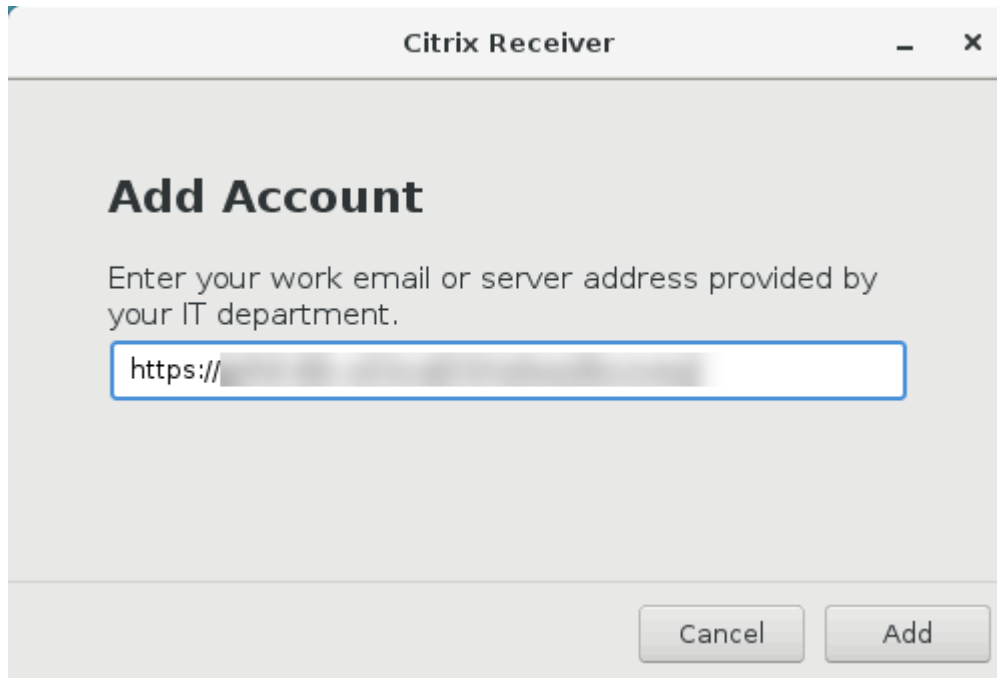 Citrix Receiver
Add Account
Enter your work email or server address provided by
your IT department.
https://
Cancel
Add